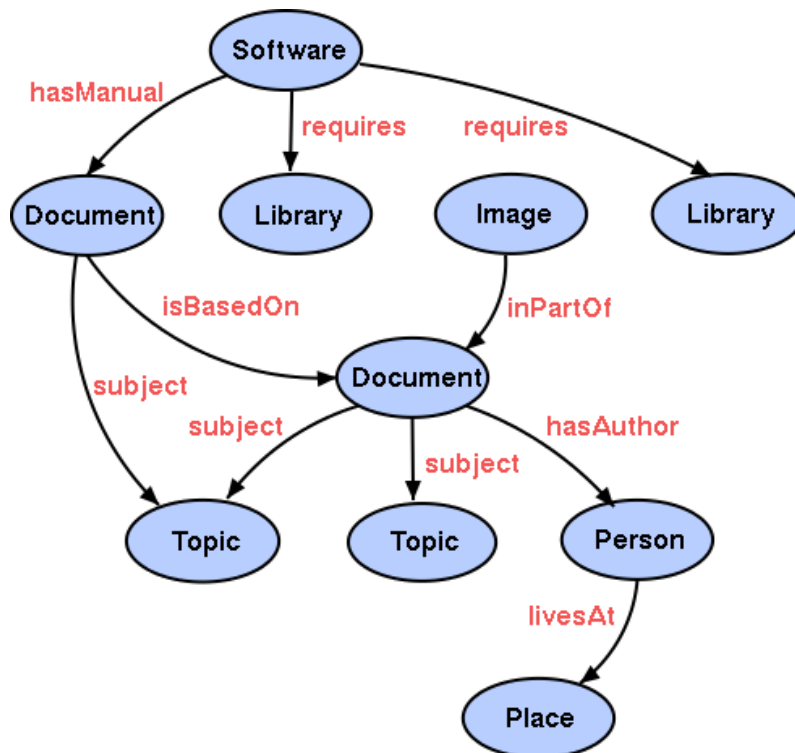 Software
hasManual
requires
requires
Document
Library
Image
Library
isBasedOn
inPartOf
Document
subject
subject
hasAuthor
subject
Topic
Topic
Person
livesAt
Place